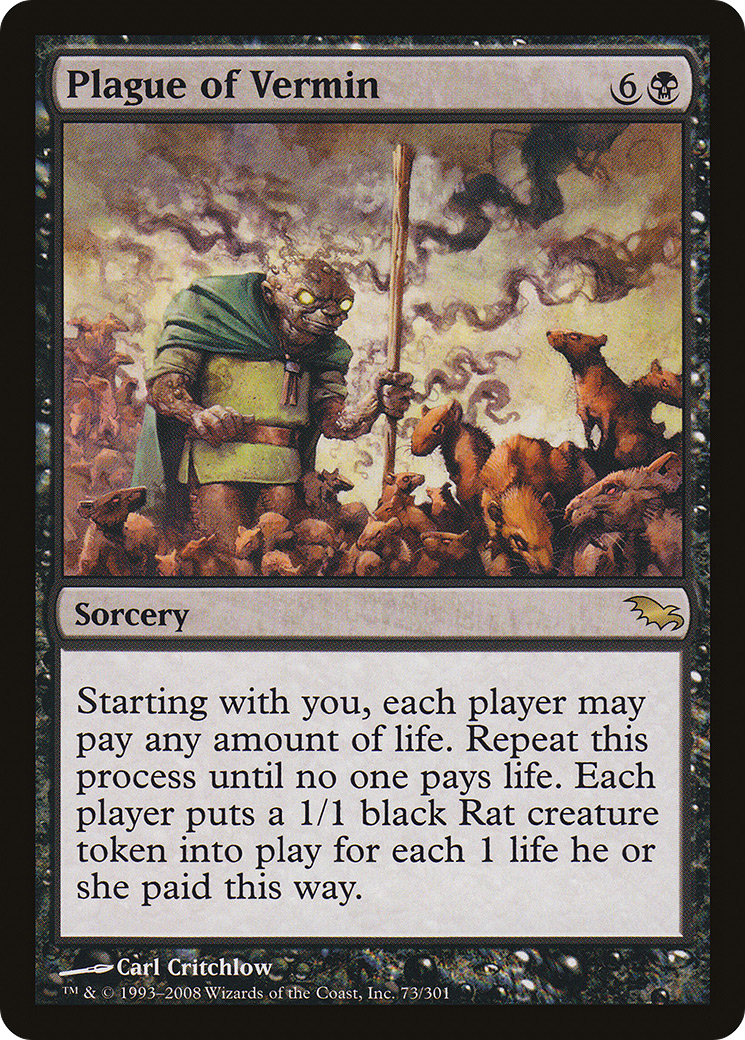 Plague of Vermin 6
Sorcery
Starting with you, each player may
pay any amount of life. Repeat this
process until no one pays life. Each
player puts a 1/1 black Rat creature
token into play for each 1 life he or
she paid this way.
Carl Critchlow
™ & © 1993–2008 Wizards of the Coast, Inc. 73/301